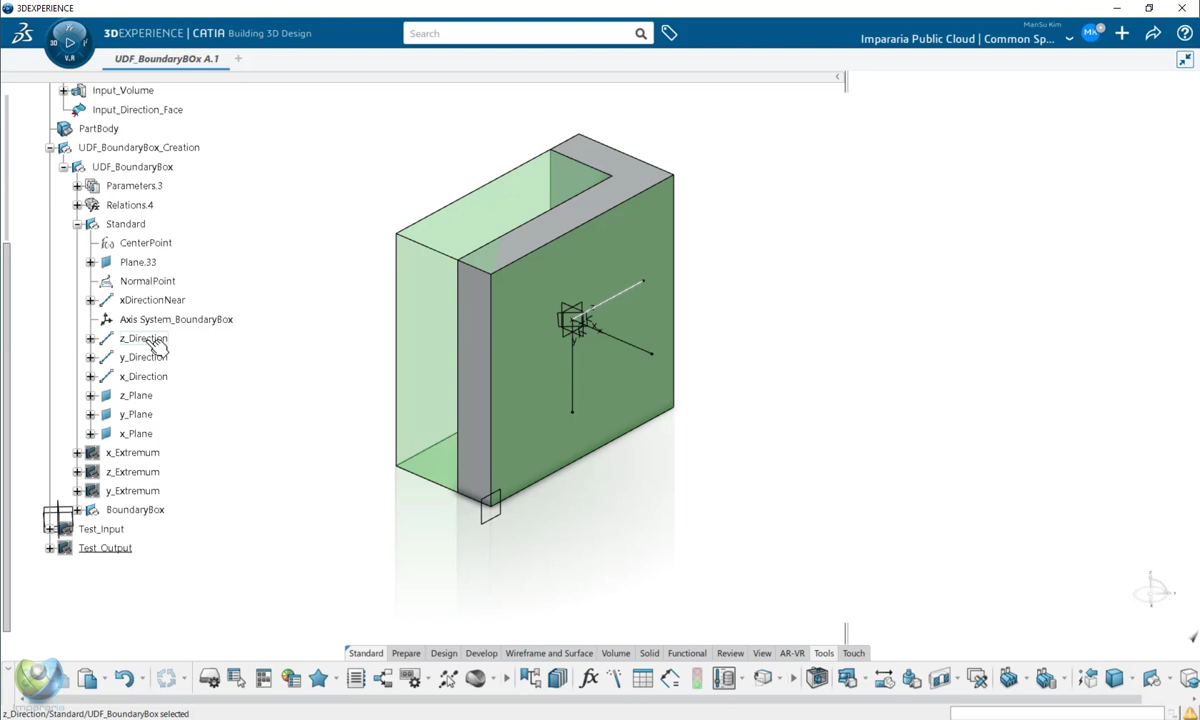 3DEXPERIENCE
3DEXPERIENCE | CATIA Building 3D Design
Search
ManSu Kim
Impararia Public Cloud | Common Sp...
MK
3D
V.R
UDF_BoundaryBOx A.1
Input_Volume
Input_Direction_Face
PartBody
UDF_BoundaryBox_Creation
UDF_BoundaryBox
Parameters.3
Relations.4
Standard
CenterPoint
Plane.33
NormalPoint
xDirectionNear
Axis System_BoundaryBox
z_Direction
y_Direction
x_Direction
z_Plane
y_Plane
x_Plane
x_Extremum
z_Extremum
y_Extremum
BoundaryBox
Test_Input
Test_Output
Standard Prepare Design Develop Wireframe and Surface Volume Solid Functional Review View AR-VR Tools Touch
impararia
z_Direction/Standard/UDF_BoundaryBox selected